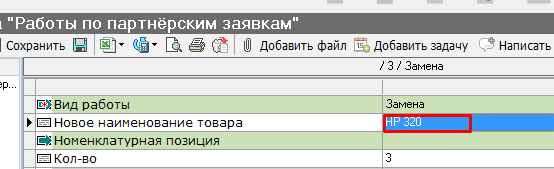 а "Работы по партнёрским заявкам"
Сохранить Добавить файл Добавить задачу Написать
/ 3 / Замена
ер...
Вид работы Замена
Новое наименование товара HP 320
Номенклатурная позиция
Кол-во 3